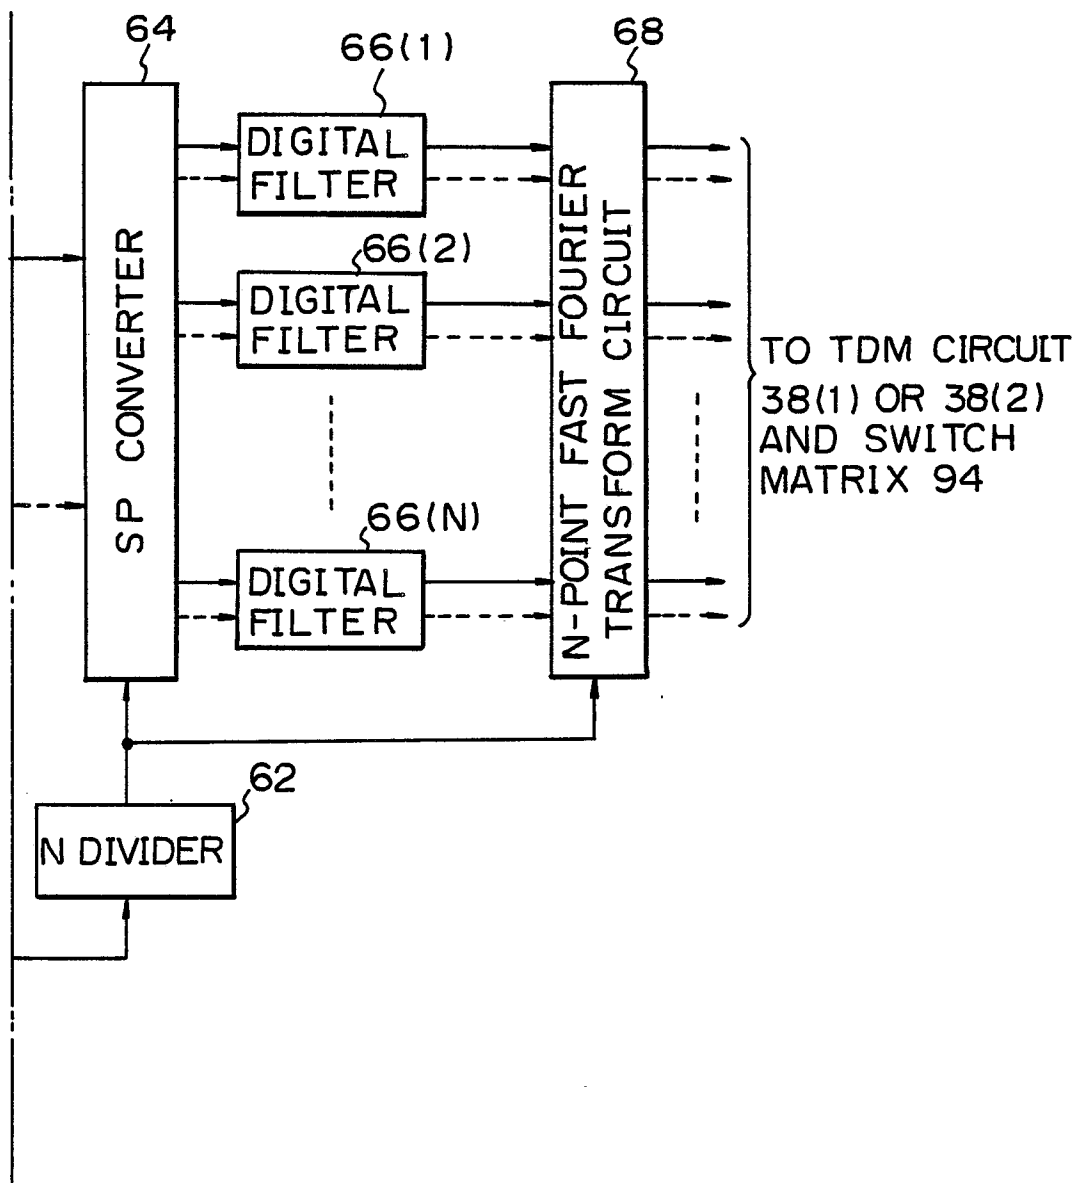 64
66(1)
68
SP CONVERTER
DIGITAL
FILTER
66(2)
DIGITAL
FILTER
66(N)
DIGITAL
FILTER
N-POINT FAST FOURIER
TRANSFORM CIRCUIT
TO TDM CIRCUIT
38(1) OR 38(2)
AND SWITCH
MATRIX 94
62
N DIVIDER